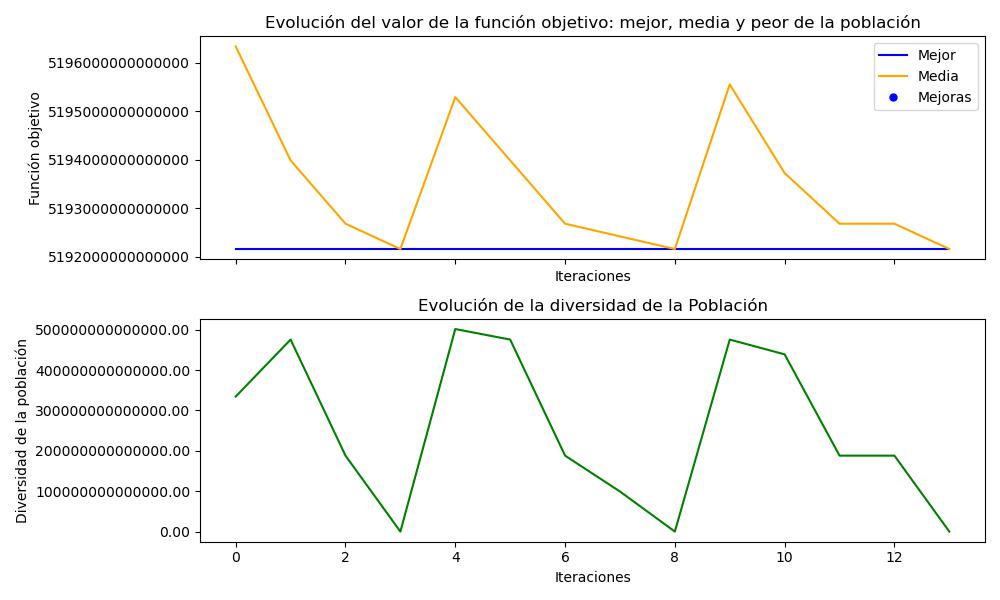 Evolución del valor de la función objetivo: mejor, media y peor de la población
Función objetivo
5196000000000000
5195000000000000
5194000000000000
5193000000000000
5192000000000000
Mejor
Media
Mejoras
Iteraciones
Evolución de la diversidad de la Población
Diversidad de la población
500000000000000.00
400000000000000.00
300000000000000.00
200000000000000.00
100000000000000.00
0.00
0 2 4 6 8 10 12
Iteraciones